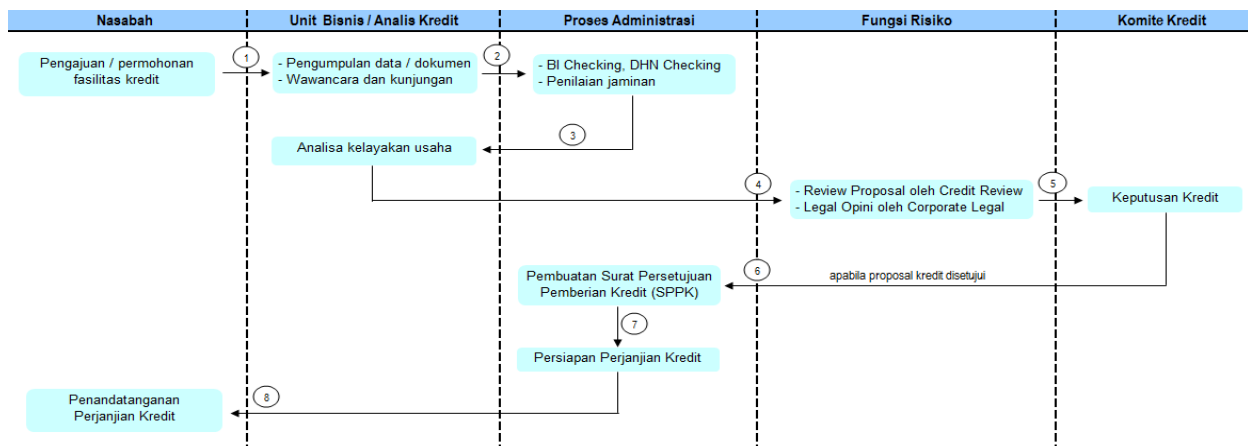 Nasabah
Unit Bisnis / Analis Kredit
Proses Administrasi
Fungsi Risiko
Komite Kredit
Pengajuan / permohonan
fasilitas kredit
1
- Pengumpulan data / dokumen
- Wawancara dan kunjungan
2
- BI Checking, DHN Checking
- Penilaian jaminan
3
Analisa kelayakan usaha
4
- Review Proposal oleh Credit Review
- Legal Opini oleh Corporate Legal
5
Keputusan Kredit
6
apabila proposal kredit disetujui
Pembuatan Surat Persetujuan
Pemberian Kredit (SPPK)
7
Persiapan Perjanjian Kredit
8
Penandatanganan
Perjanjian Kredit